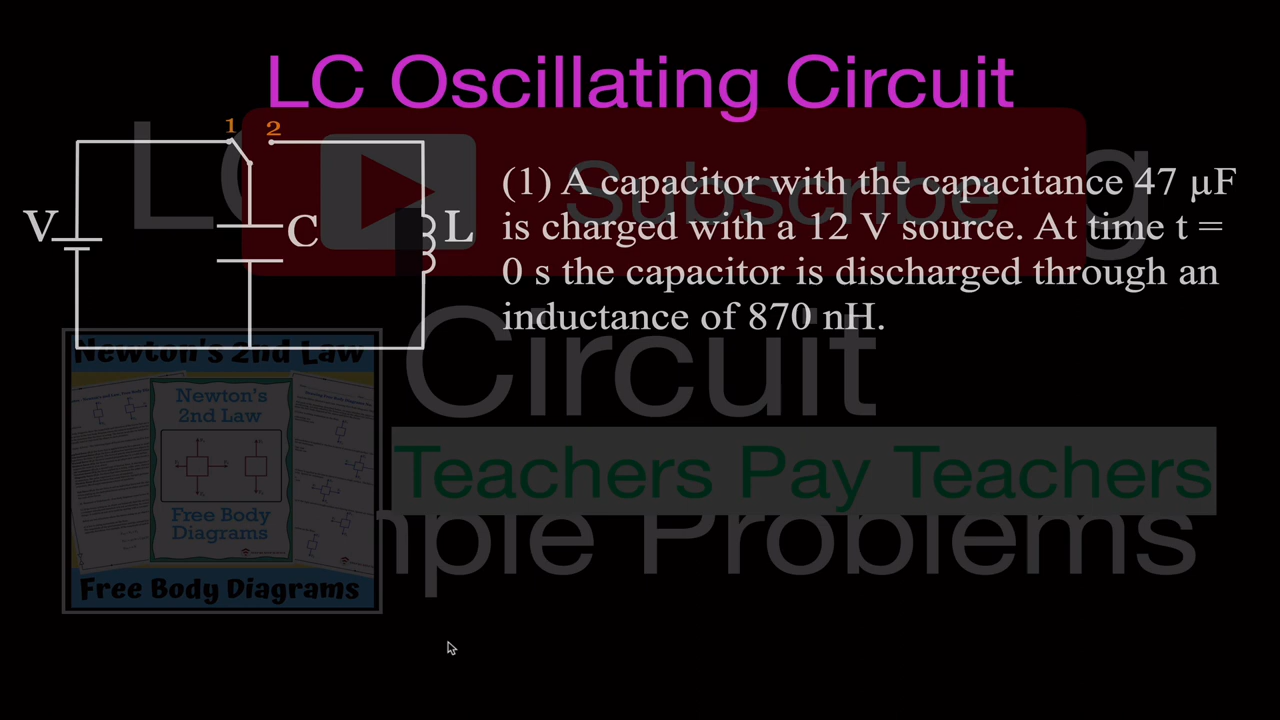 LC Oscillating Circuit
1 2
V
C
L
(1) A capacitor with the capacitance 47 µF
is charged with a 12 V source. At time t =
0 s the capacitor is discharged through an
inductance of 870 nH.
Subscribe
Circuit
Newton's 2nd Law
Newton's
2nd Law
Free Body
Diagrams
Free Body Diagrams
Teachers Pay Teachers
Problems